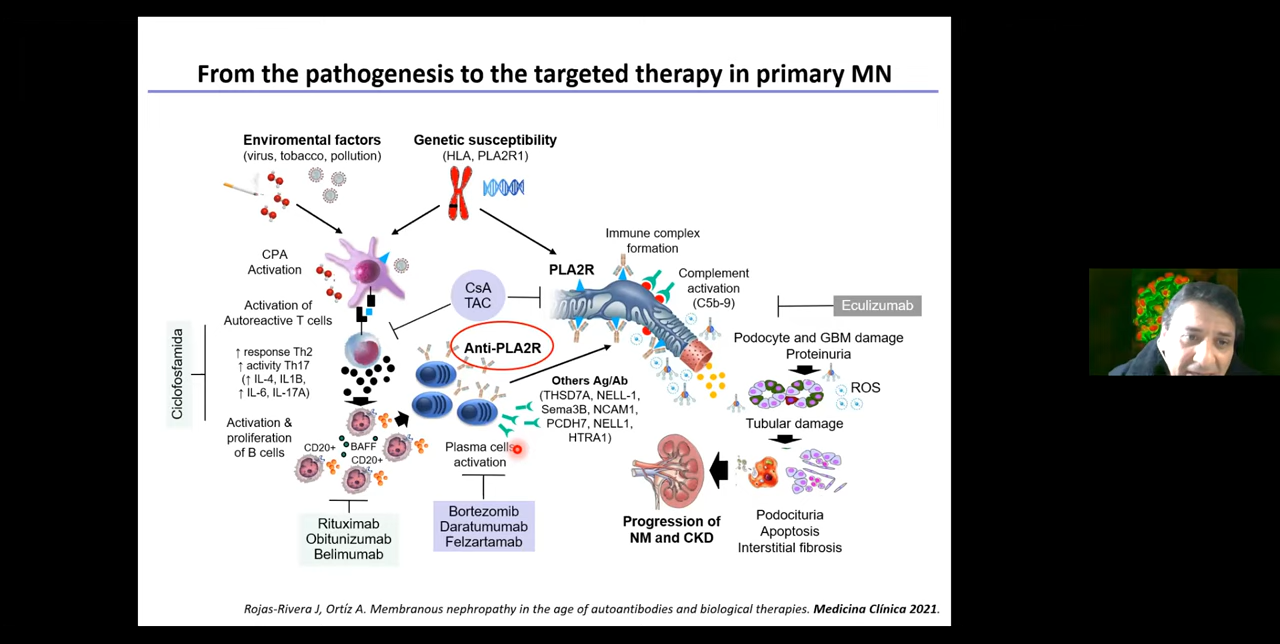 From the pathogenesis to the targeted therapy in primary MN
Enviromental factors
(virus, tobacco, pollution)
Genetic susceptibility
(HLA, PLA2R1)
CPA
Activation
Activation of
Autoreactive T cells
Ciclofosfamida
↑ response Th2
↑ activity Th17
(↑ IL-4, IL1B,
↑ IL-6, IL-17A)
Activation &
proliferation
of B cells
CD20+
BAFF
CD20+
Rituximab
Obitunizumab
Belimumab
CsA
TAC
Anti-PLA2R
Plasma cells
activation
Bortezomib
Daratumumab
Felzartamab
PLA2R
Immune complex
formation
Complement
activation
(C5b-9)
Others Ag/Ab
(THSD7A, NELL-1,
Sema3B, NCAM1,
PCDH7, NELL1,
HTRA1)
Eculizumab
Podocyte and GBM damage
Proteinuria
ROS
Tubular damage
Podocituria
Apoptosis
Interstitial fibrosis
Progression of
NM and CKD
Rojas-Rivera J, Ortíz A. Membranous nephropathy in the age of autoantibodies and biological therapies. Medicina Clínica 2021.